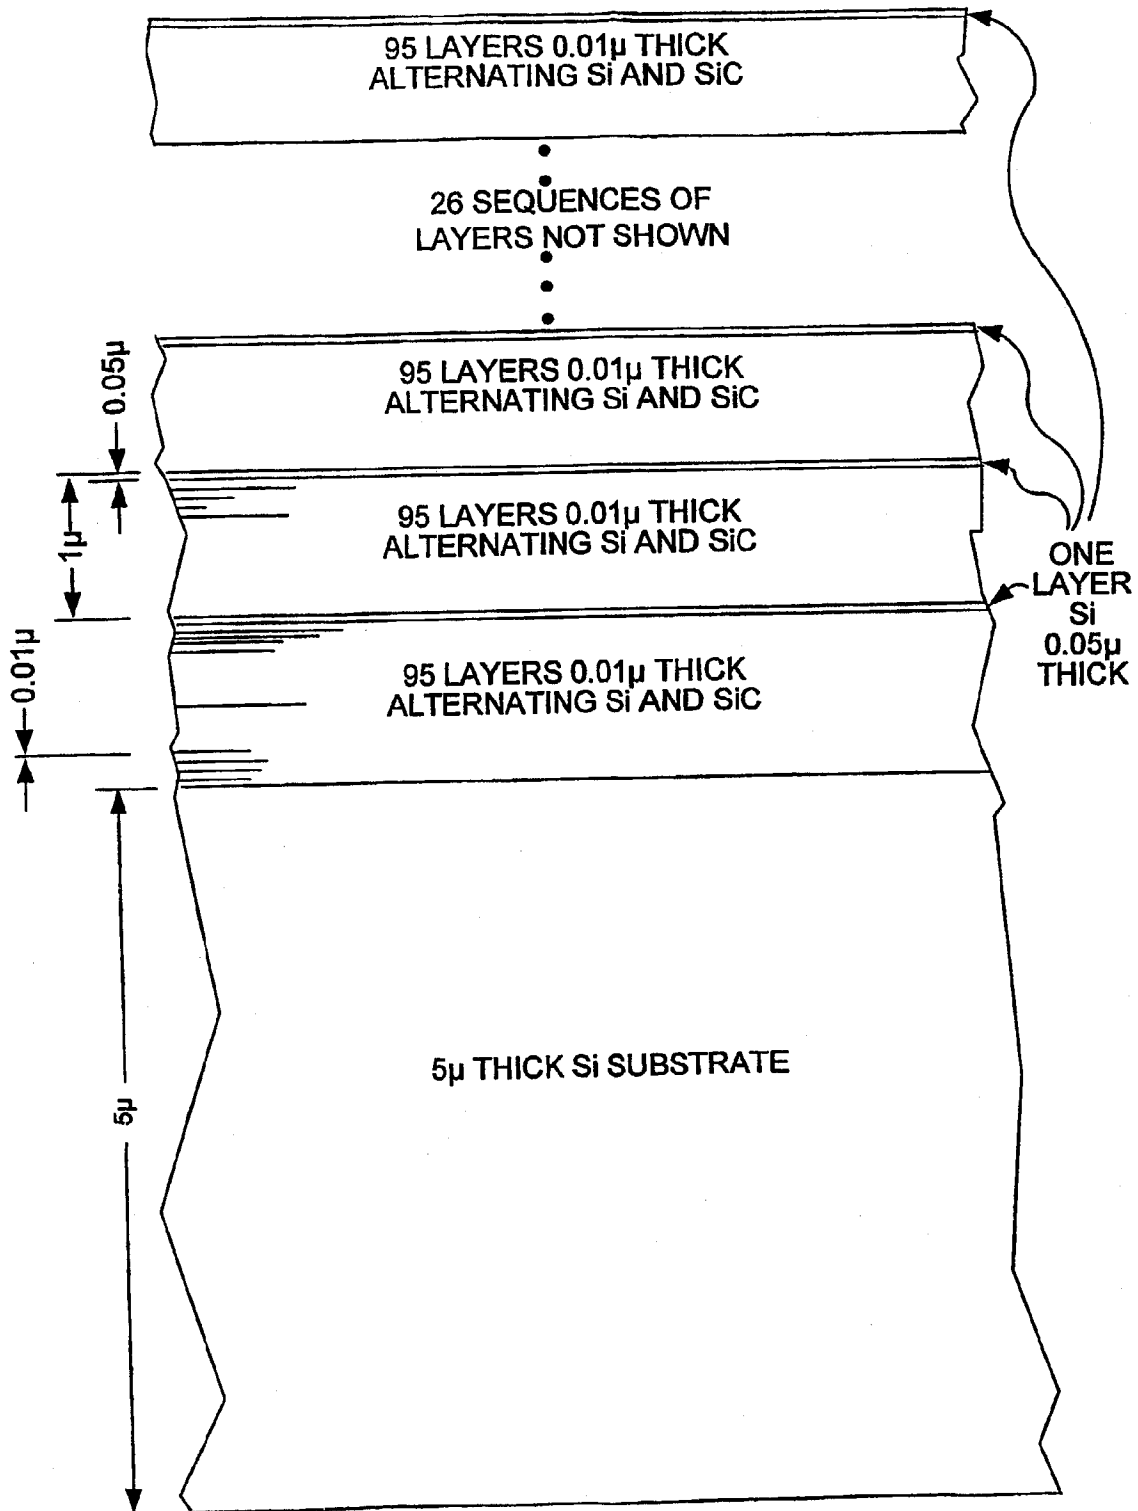 95 LAYERS 0.01µ THICK
ALTERNATING Si AND SiC
26 SEQUENCES OF
LAYERS NOT SHOWN
0.05µ
95 LAYERS 0.01µ THICK
ALTERNATING Si AND SiC
1µ
95 LAYERS 0.01µ THICK
ALTERNATING Si AND SiC
ONE
LAYER
Si
0.05µ
THICK
0.01µ
95 LAYERS 0.01µ THICK
ALTERNATING Si AND SiC
5µ
5µ THICK Si SUBSTRATE